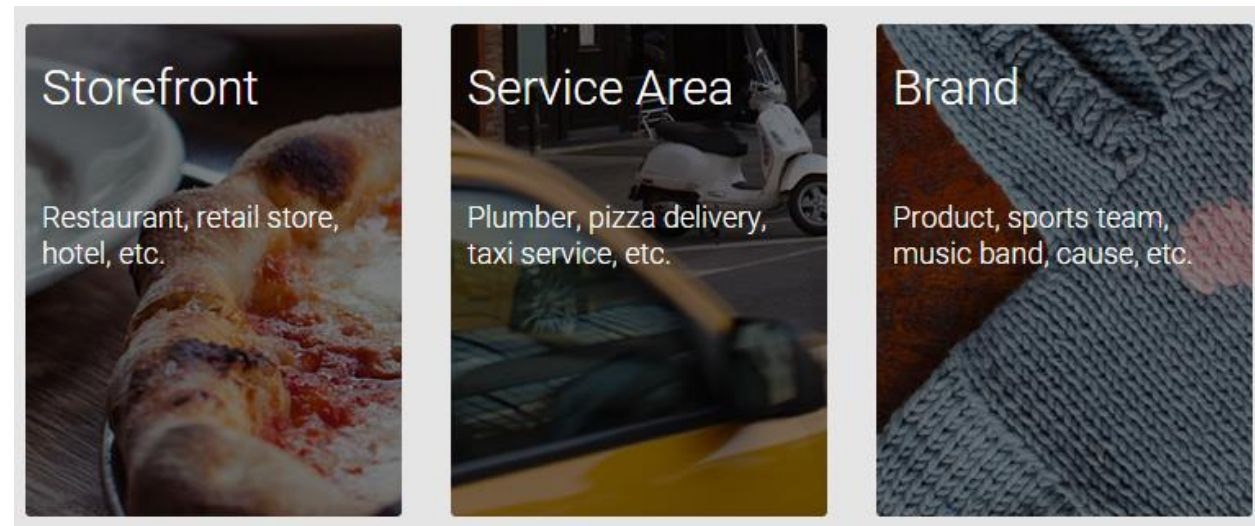 Storefront
Restaurant, retail store,
hotel, etc.
Service Area
Plumber, pizza delivery,
taxi service, etc.
Brand
Product, sports team,
music band, cause, etc.